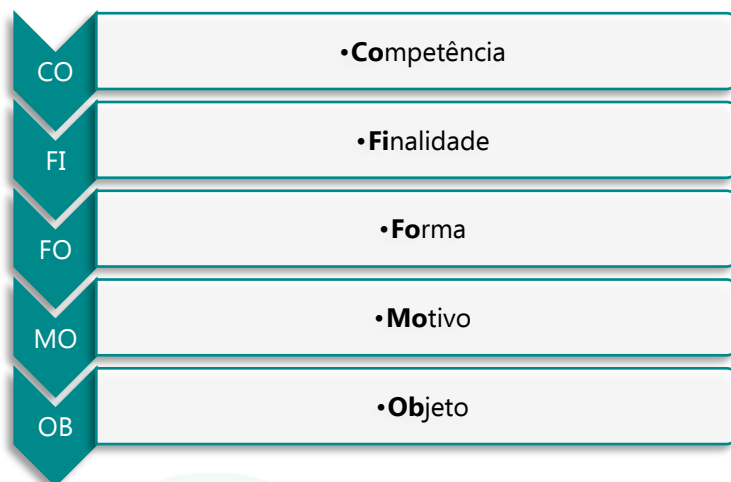 CO
•Competência
FI
•Finalidade
FO
•Forma
MO
•Motivo
OB
•Objeto